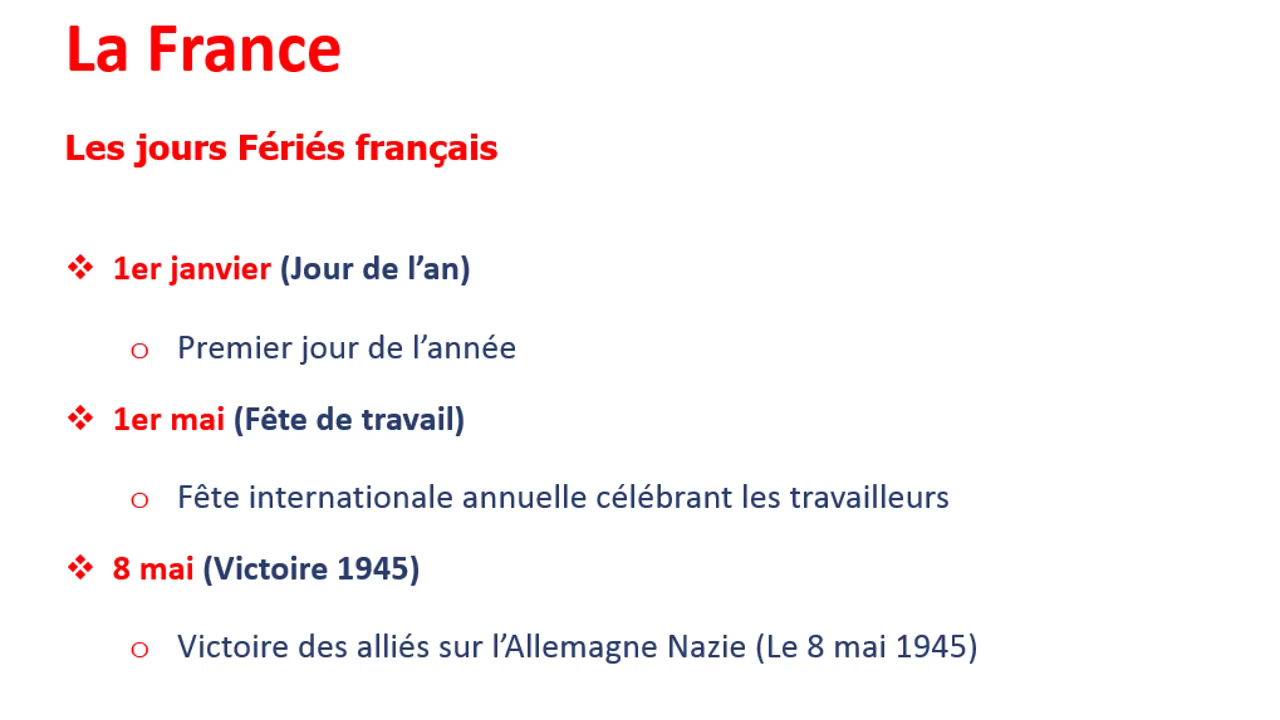 La France
Les jours Fériés français
❖ 1er janvier (Jour de l’an)
o Premier jour de l’année
❖ 1er mai (Fête de travail)
o Fête internationale annuelle célébrant les travailleurs
❖ 8 mai (Victoire 1945)
o Victoire des alliés sur l’Allemagne Nazie (Le 8 mai 1945)